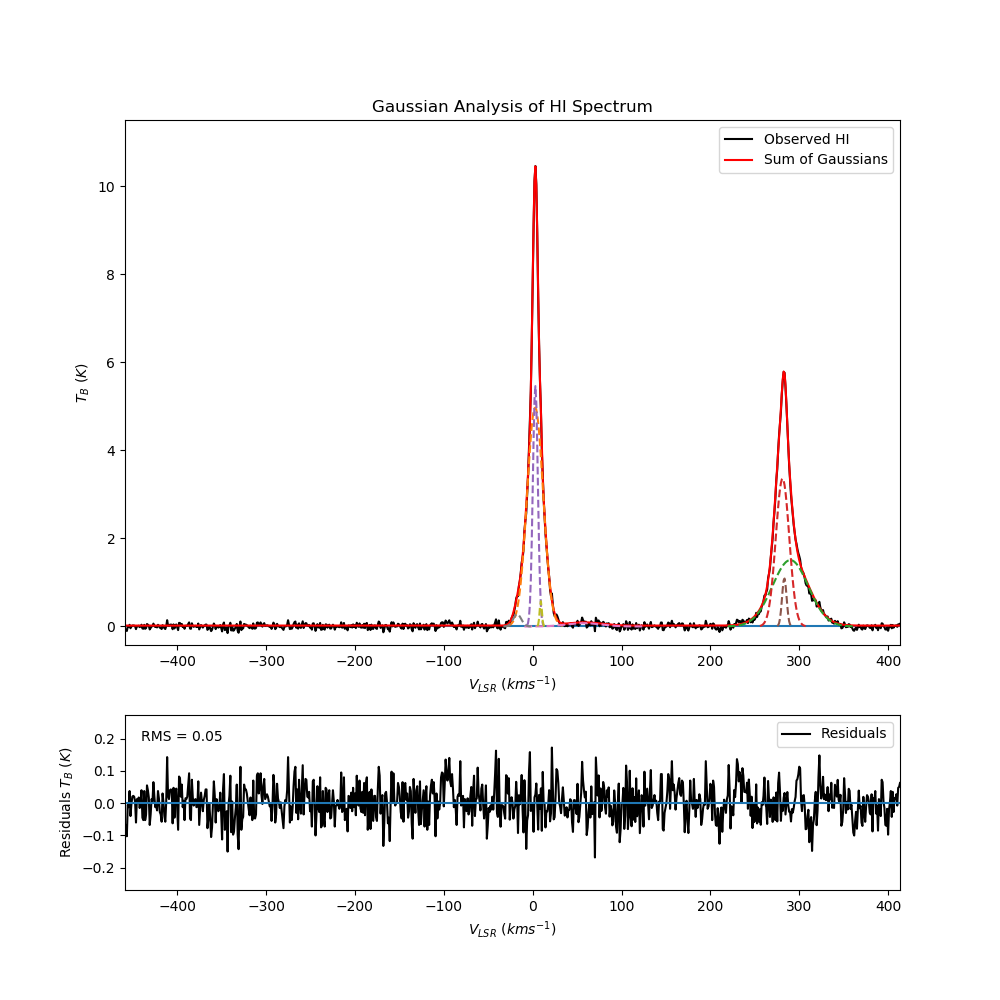 Gaussian Analysis of HI Spectrum
Observed HI
Sum of Gaussians
10
8
6
4
2
0
T_B (K)
−400 −300 −200 −100 0 100 200 300 400
V_LSR (kms⁻¹)
RMS = 0.05
Residuals
0.2
0.1
0.0
−0.1
−0.2
Residuals T_B (K)
−400 −300 −200 −100 0 100 200 300 400
V_LSR (kms⁻¹)